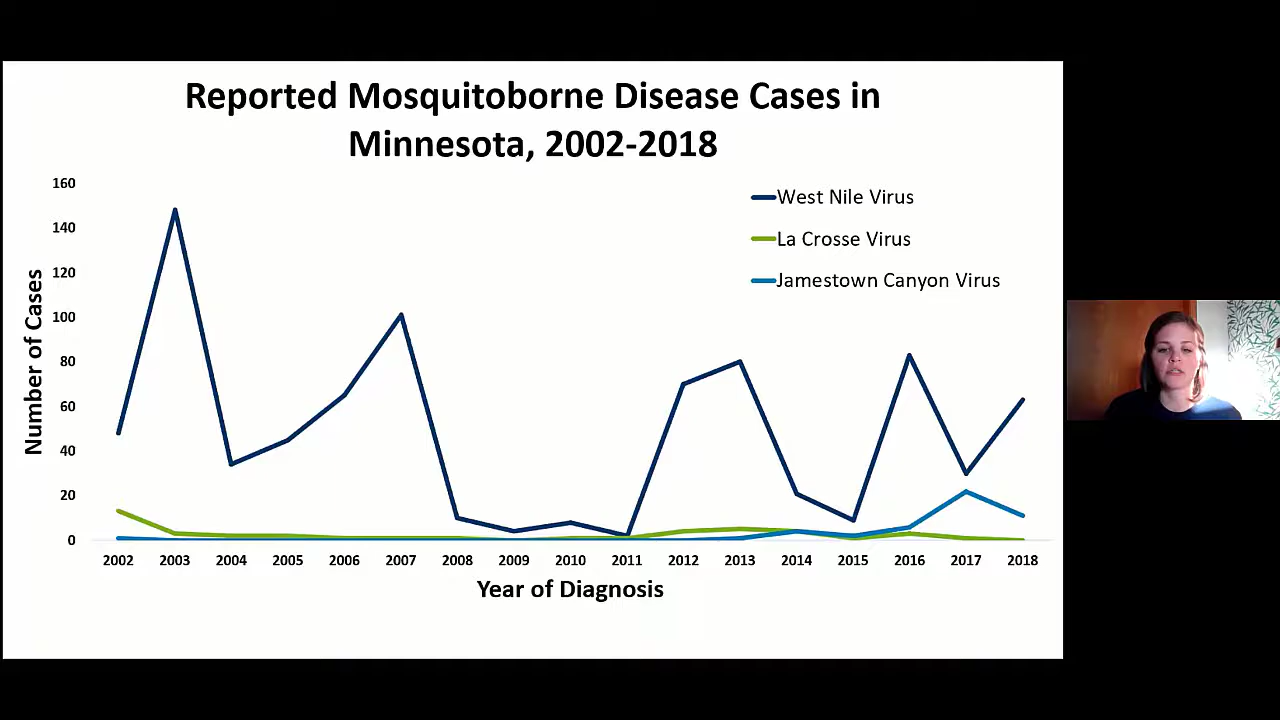 Reported Mosquitoborne Disease Cases in
Minnesota, 2002-2018
160
140
120
100
80
60
40
20
0
Number of Cases
West Nile Virus
La Crosse Virus
Jamestown Canyon Virus
2002 2003 2004 2005 2006 2007 2008 2009 2010 2011 2012 2013 2014 2015 2016 2017 2018
Year of Diagnosis